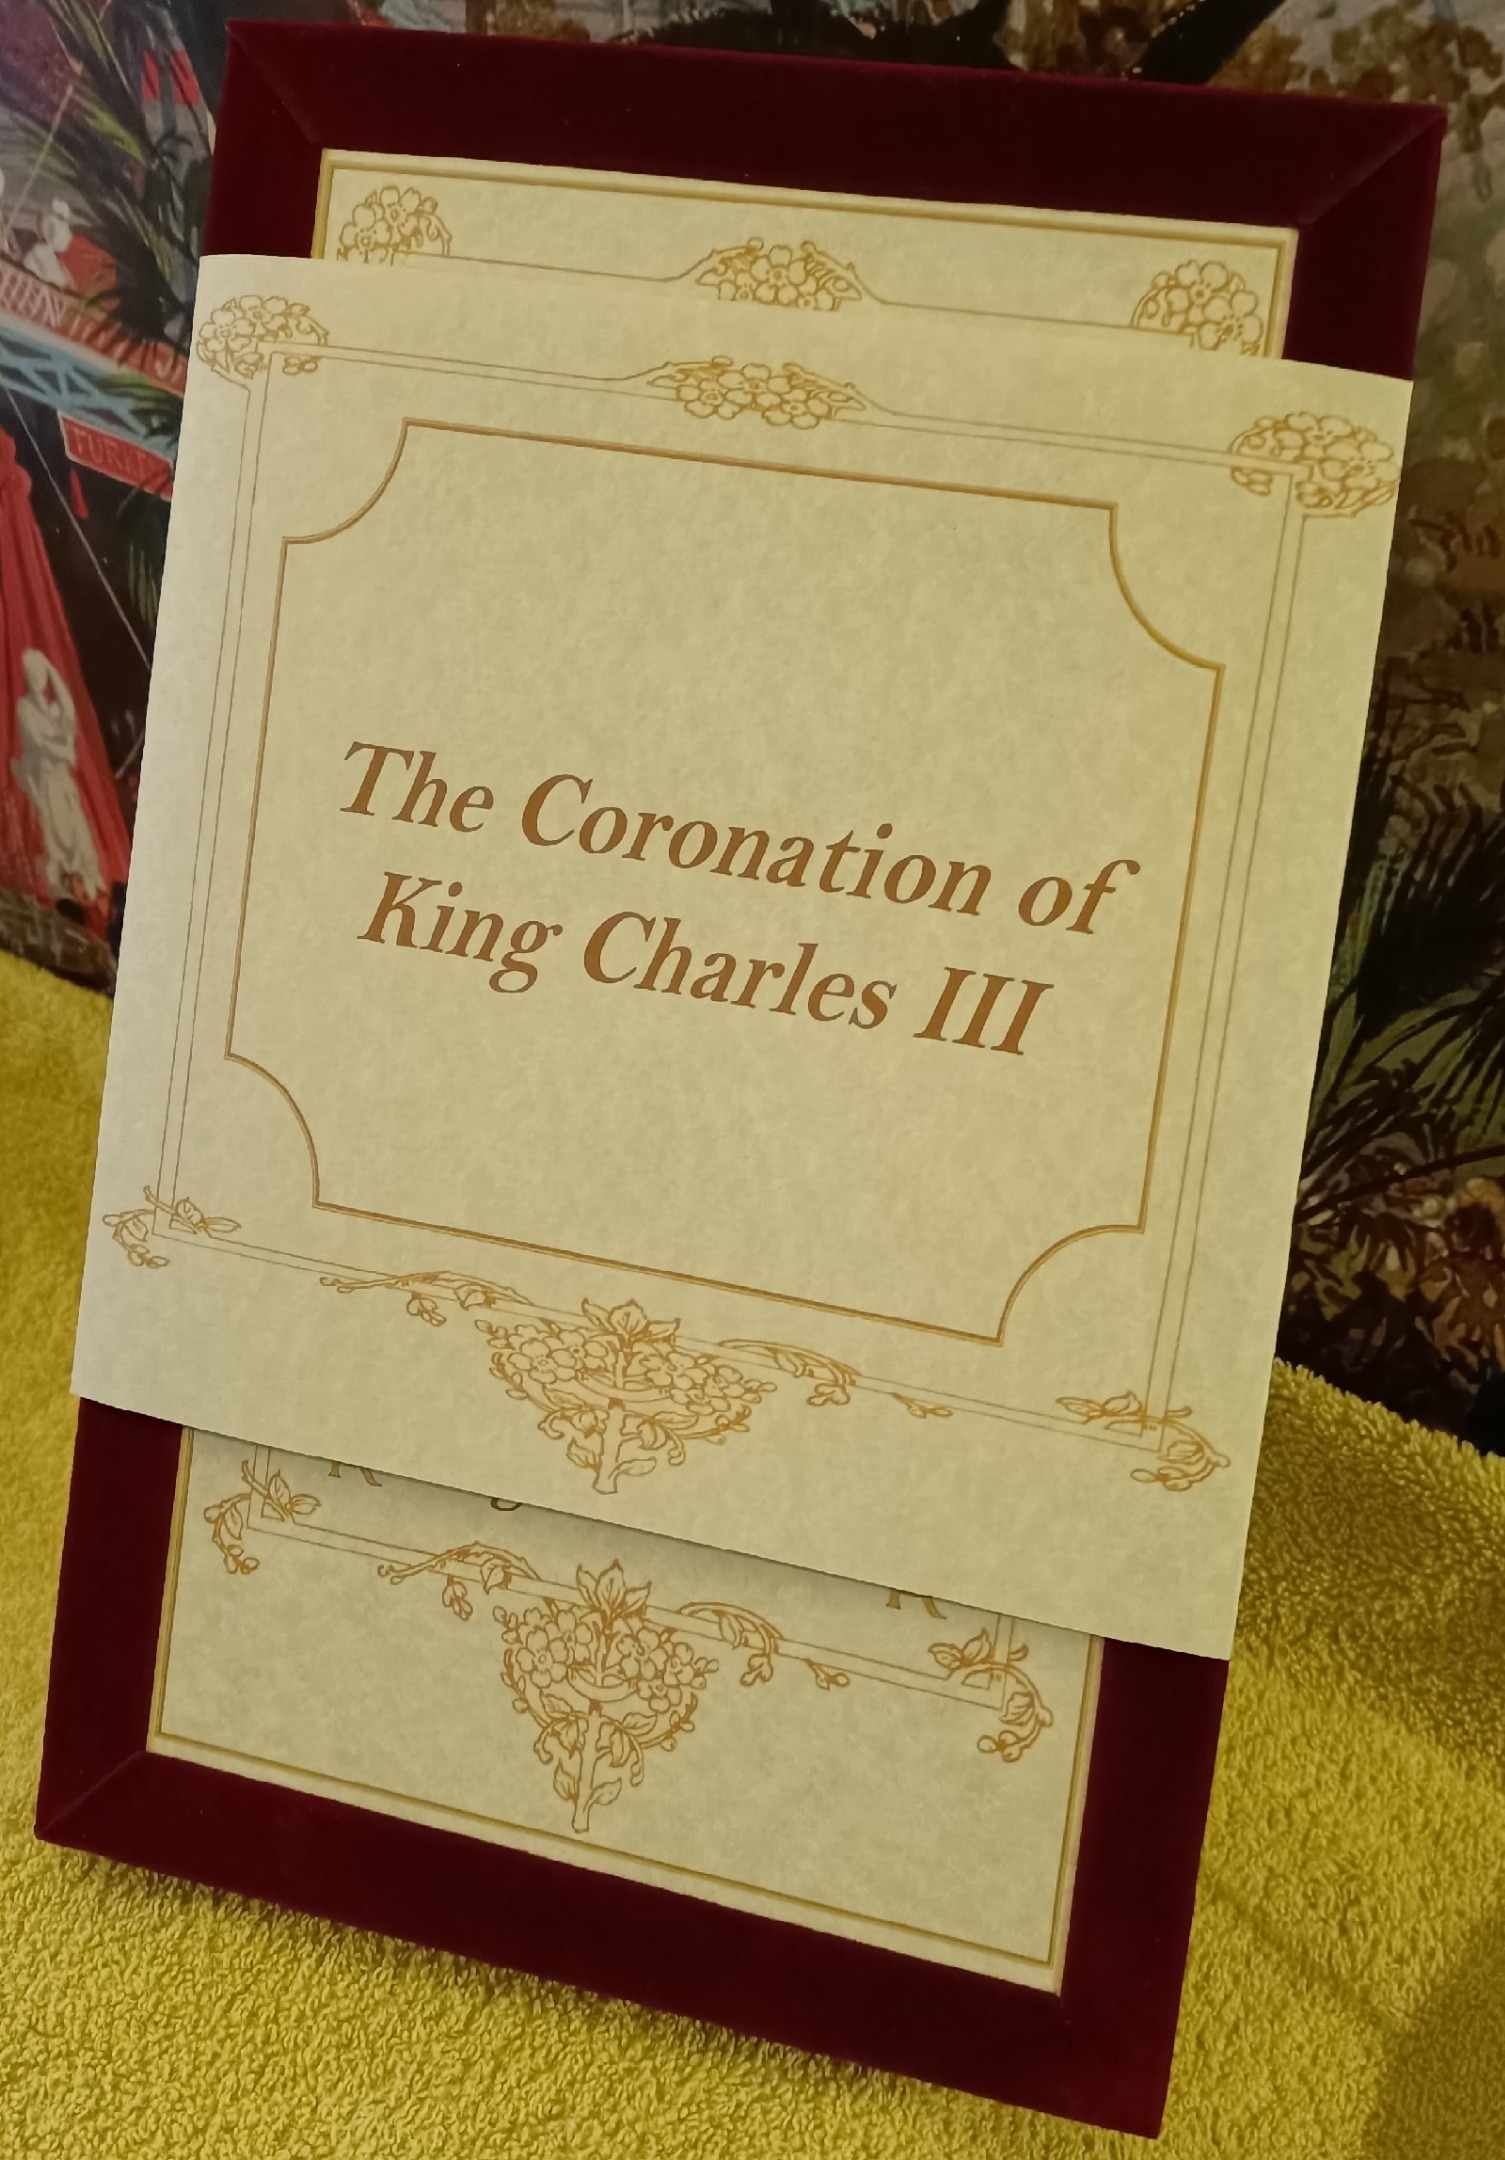 The Coronation of
King Charles III